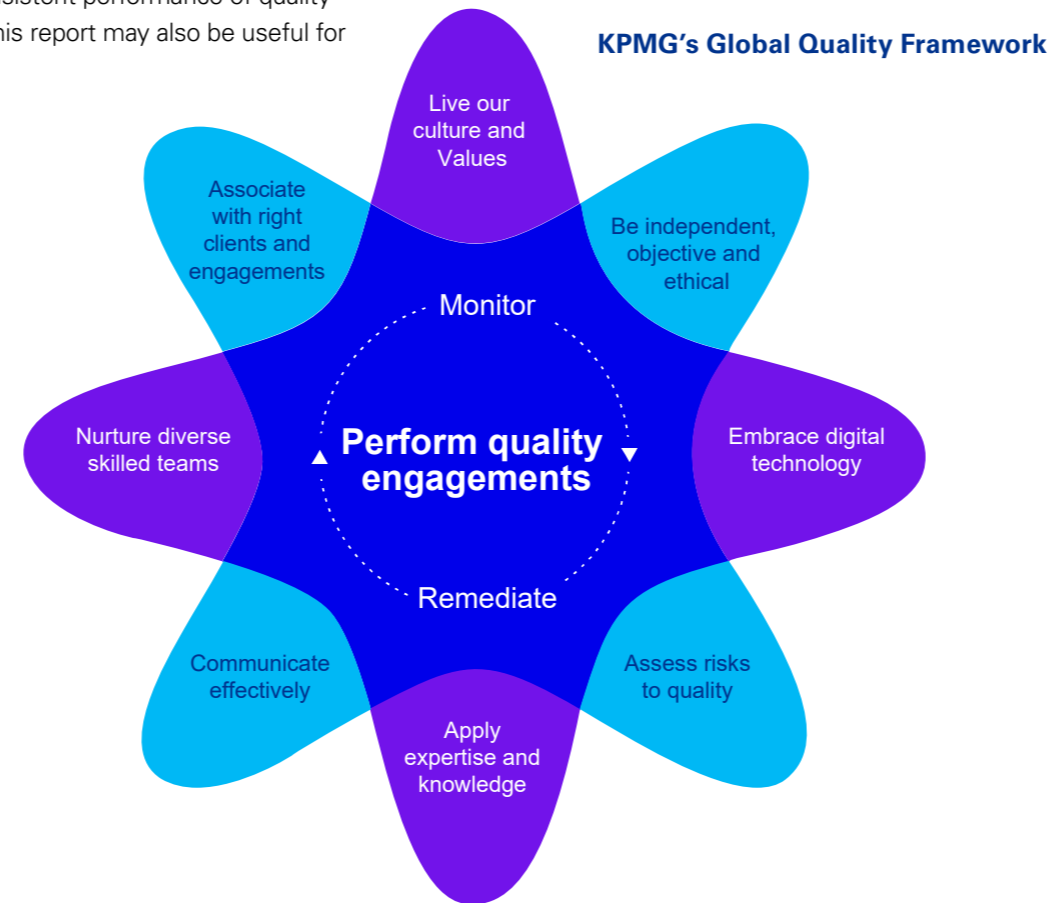 his report may also be useful for
KPMG's Global Quality Framework
Live our
culture and
Values
Associate
with right
clients and
engagements
Be independent,
objective and
ethical
Monitor
Nurture diverse
skilled teams
Perform quality
engagements
Embrace digital
technology
Remediate
Communicate
effectively
Assess risks
to quality
Apply
expertise and
knowledge